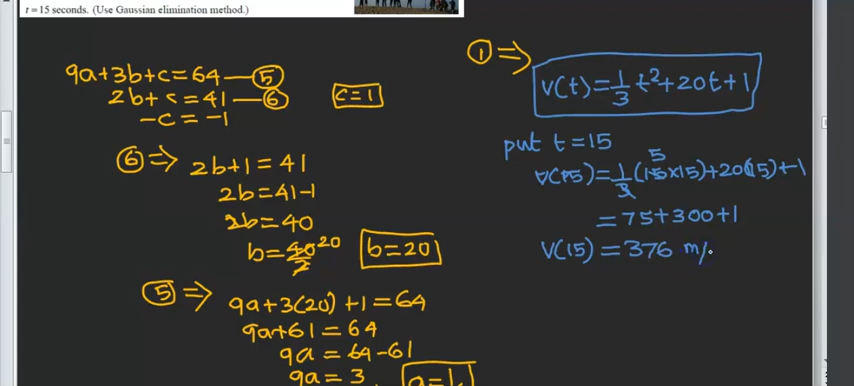 t = 15 seconds. (Use Gaussian elimination method.)
9a+3b+c=64 — ⑤
2b+c=41 — ⑥
-c=-1
c=1
⑥ ⇒ 2b+1=41
2b=41-1
2b=40
b=40/2 20
b=20
⑤ ⇒ 9a+3(20)+1=64
9a+61=64
9a=64-61
9a=3
① ⇒
v(t)=1/3 t²+20t+1
put t=15
v(15)=1/3(15×15)+20(15)+1
5
=75+300+1
v(15)=376 m/